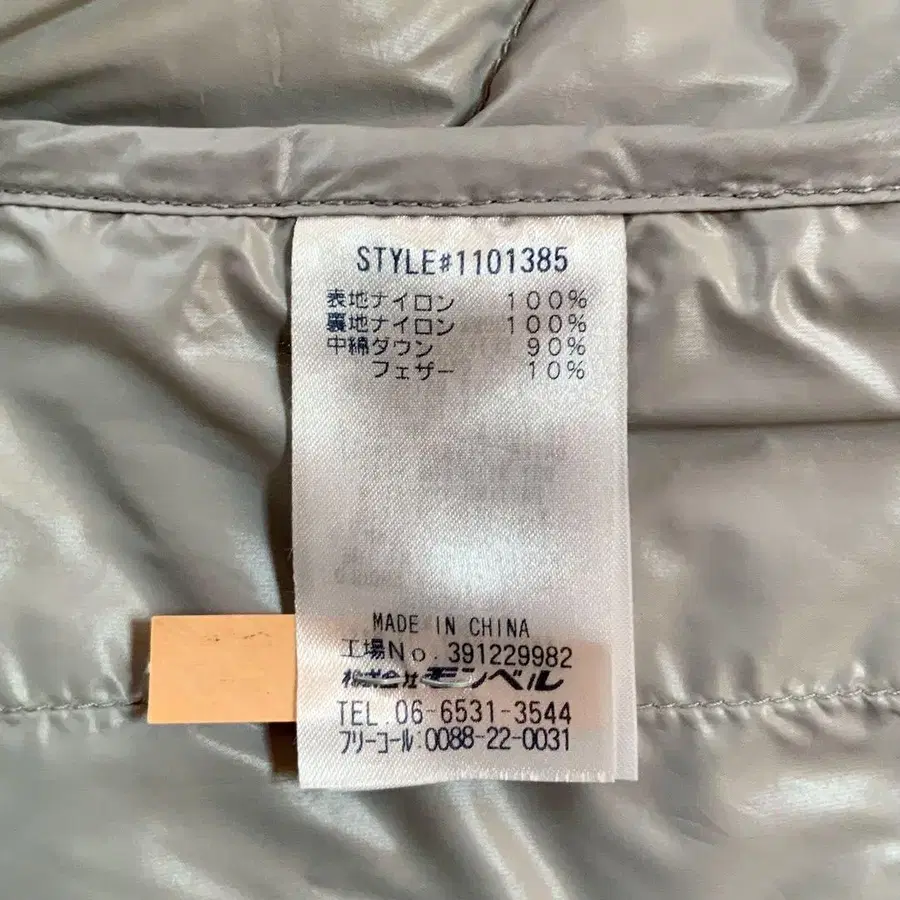 STYLE#1101385
表地ナイロン 100%
裏地ナイロン 100%
中綿ダウン 90%
フェザー 10%
MADE IN CHINA
工場No. 391229982
株式会社モンベル
TEL. 06-6531-3544
フリーコール:0088-22-0031